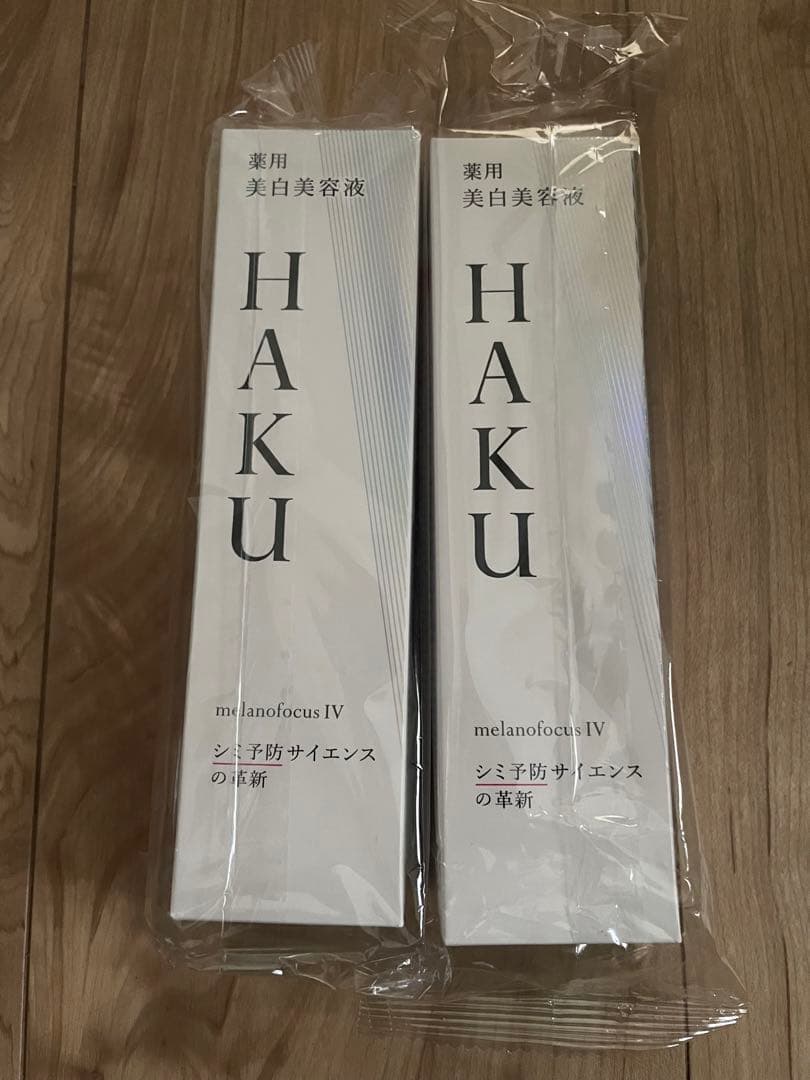 薬用
美白美容液
HAKU
melanofocus IV
シミ予防サイエンス
の革新
薬用
美白美容液
HAKU
melanofocus IV
シミ予防サイエンス
の革新